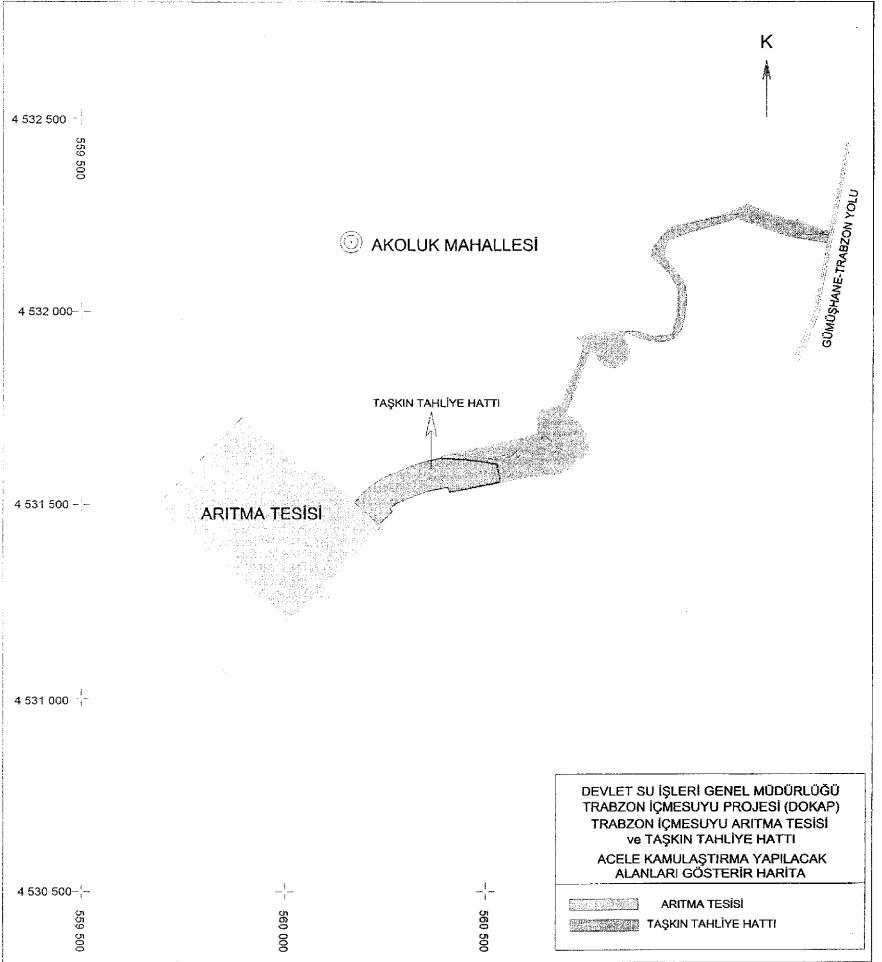 K
4 532 500
559 500
GÜMÜŞHANE-TRABZON YOLU
AKOLUK MAHALLESİ
4 532 000
TAŞKIN TAHLİYE HATTI
4 531 500
ARITMA TESİSİ
4 531 000
DEVLET SU İŞLERİ GENEL MÜDÜRLÜĞÜ
TRABZON İÇMESUYU PROJESİ (DOKAP)
TRABZON İÇMESUYU ARITMA TESİSİ
ve TAŞKIN TAHLİYE HATTI
ACELE KAMULAŞTIRMA YAPILACAK
ALANLARI GÖSTERİR HARİTA
ARITMA TESİSİ
TAŞKIN TAHLİYE HATTI
4 530 500
559 500
560 000
560 500